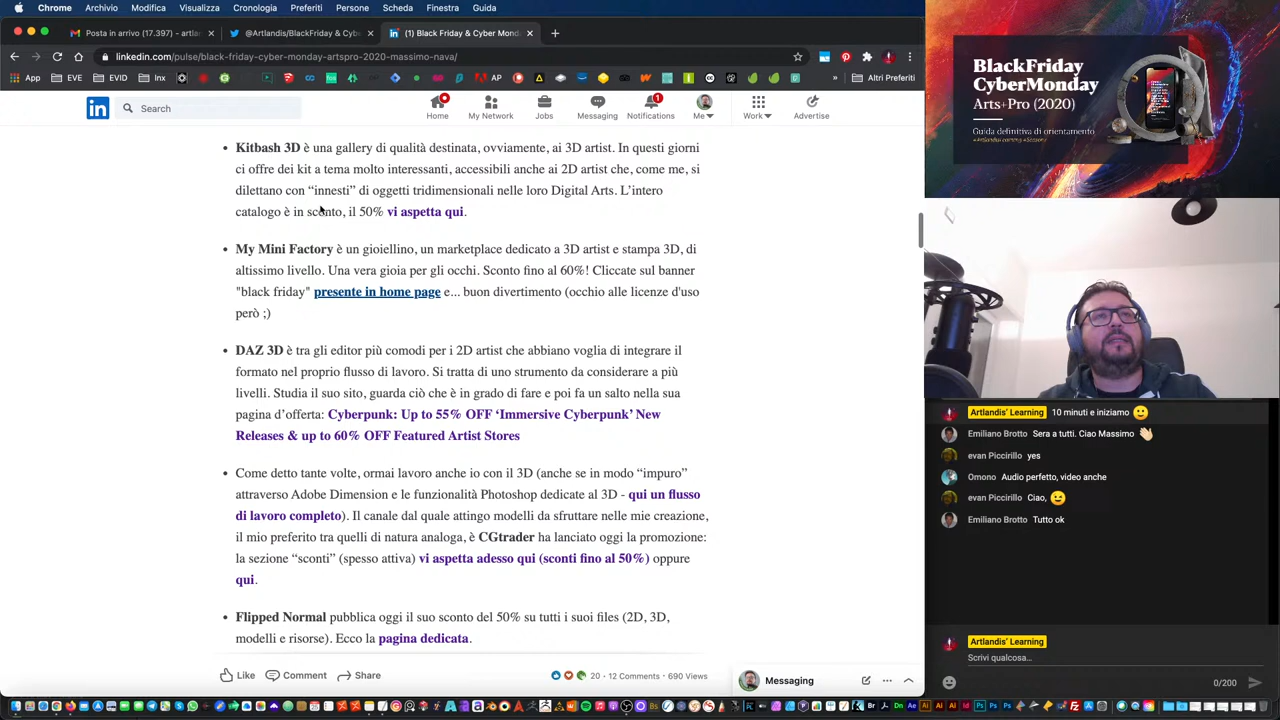 Chrome Archivio Modifica Visualizza Cronologia Preferiti Persone Scheda Finestra Guida
Posta in arrivo (17.397) - artlar
@Artlandis/BlackFriday & Cybe
(1) Black Friday & Cyber Monda
linkedin.com/pulse/black-friday-cyber-monday-artspro-2020-massimo-nava/
App EVE EVID Inx AP
Altri Preferiti
in Search
Home My Network Jobs Messaging Notifications Me Work Advertise
Kitbash 3D è una gallery di qualità destinata, ovviamente, ai 3D artist. In questi giorni
ci offre dei kit a tema molto interessanti, accessibili anche ai 2D artist che, come me, si
dilettano con “innesti” di oggetti tridimensionali nelle loro Digital Arts. L’intero
catalogo è in sconto, il 50% vi aspetta qui.
My Mini Factory è un gioiellino, un marketplace dedicato a 3D artist e stampa 3D, di
altissimo livello. Una vera gioia per gli occhi. Sconto fino al 60%! Cliccate sul banner
"black friday" presente in home page e... buon divertimento (occhio alle licenze d'uso
però ;)
DAZ 3D è tra gli editor più comodi per i 2D artist che abbiano voglia di integrare il
formato nel proprio flusso di lavoro. Si tratta di uno strumento da considerare a più
livelli. Studia il suo sito, guarda ciò che è in grado di fare e poi fa un salto nella sua
pagina d’offerta: Cyberpunk: Up to 55% OFF ‘Immersive Cyberpunk’ New
Releases & up to 60% OFF Featured Artist Stores
Come detto tante volte, ormai lavoro anche io con il 3D (anche se in modo “impuro”
attraverso Adobe Dimension e le funzionalità Photoshop dedicate al 3D - qui un flusso
di lavoro completo). Il canale dal quale attingo modelli da sfruttare nelle mie creazione,
il mio preferito tra quelli di natura analoga, è CGtrader ha lanciato oggi la promozione:
la sezione “sconti” (spesso attiva) vi aspetta adesso qui (sconti fino al 50%) oppure
qui.
Flipped Normal pubblica oggi il suo sconto del 50% su tutti i suoi files (2D, 3D,
modelli e risorse). Ecco la pagina dedicata.
Like Comment Share
20 · 12 Comments · 690 Views
Messaging
BlackFriday
CyberMonday
Arts+Pro (2020)
Guida definitiva di orientamento
Artlandis' Learning 10 minuti e iniziamo
Emiliano Brotto Sera a tutti. Ciao Massimo
evan Piccirillo yes
Omono Audio perfetto, video anche
evan Piccirillo Ciao,
Emiliano Brotto Tutto ok
Artlandis' Learning
Scrivi qualcosa...
0/200